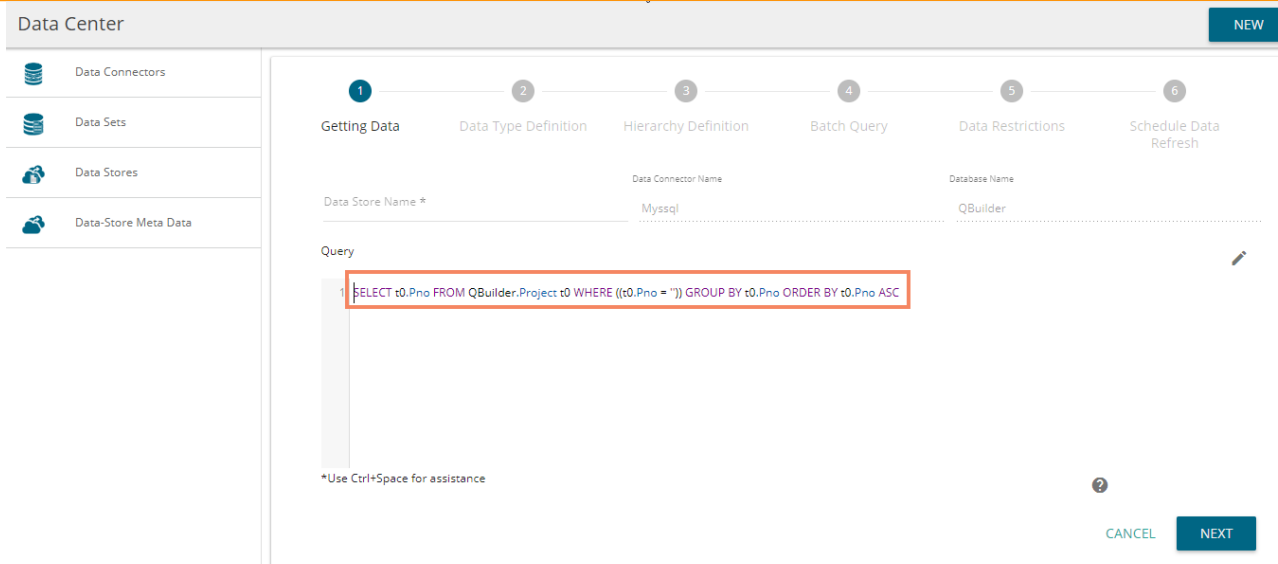 Data Center
NEW
Data Connectors
Data Sets
Data Stores
Data-Store Meta Data
1 2 3 4 5 6
Getting Data Data Type Definition Hierarchy Definition Batch Query Data Restrictions Schedule Data
Refresh
Data Connector Name Database Name
Data Store Name * Myssql QBuilder
Query
1 SELECT t0.Pno FROM QBuilder.Project t0 WHERE ((t0.Pno = '')) GROUP BY t0.Pno ORDER BY t0.Pno ASC
*Use Ctrl+Space for assistance
?
CANCEL NEXT